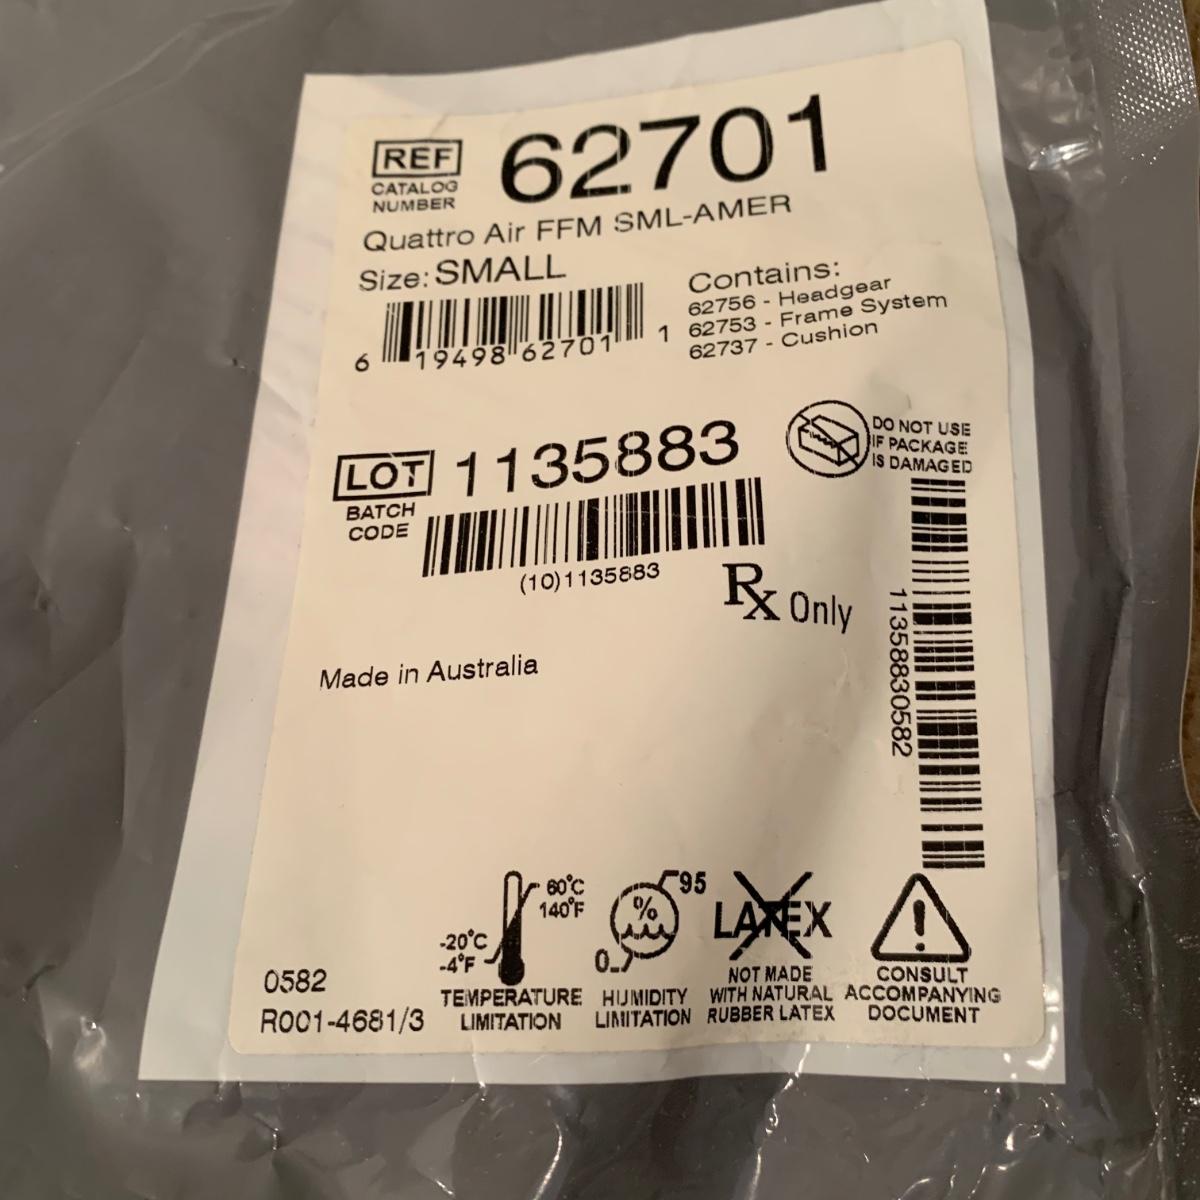 REF 62701
CATALOG
NUMBER
Quattro Air FFM SML-AMER
Size: SMALL
6 19498 62701 1
Contains:
62756 - Headgear
62753 - Frame System
62737 - Cushion
LOT 1135883
BATCH
CODE
(10)1135883
DO NOT USE
IF PACKAGE
IS DAMAGED
Rx Only
11358830582
Made in Australia
60°C
140°F
-20°C
-4°F
TEMPERATURE
LIMITATION
95
%
0
HUMIDITY
LIMITATION
LATEX
NOT MADE
WITH NATURAL
RUBBER LATEX
!
CONSULT
ACCOMPANYING
DOCUMENT
0582
R001-4681/3